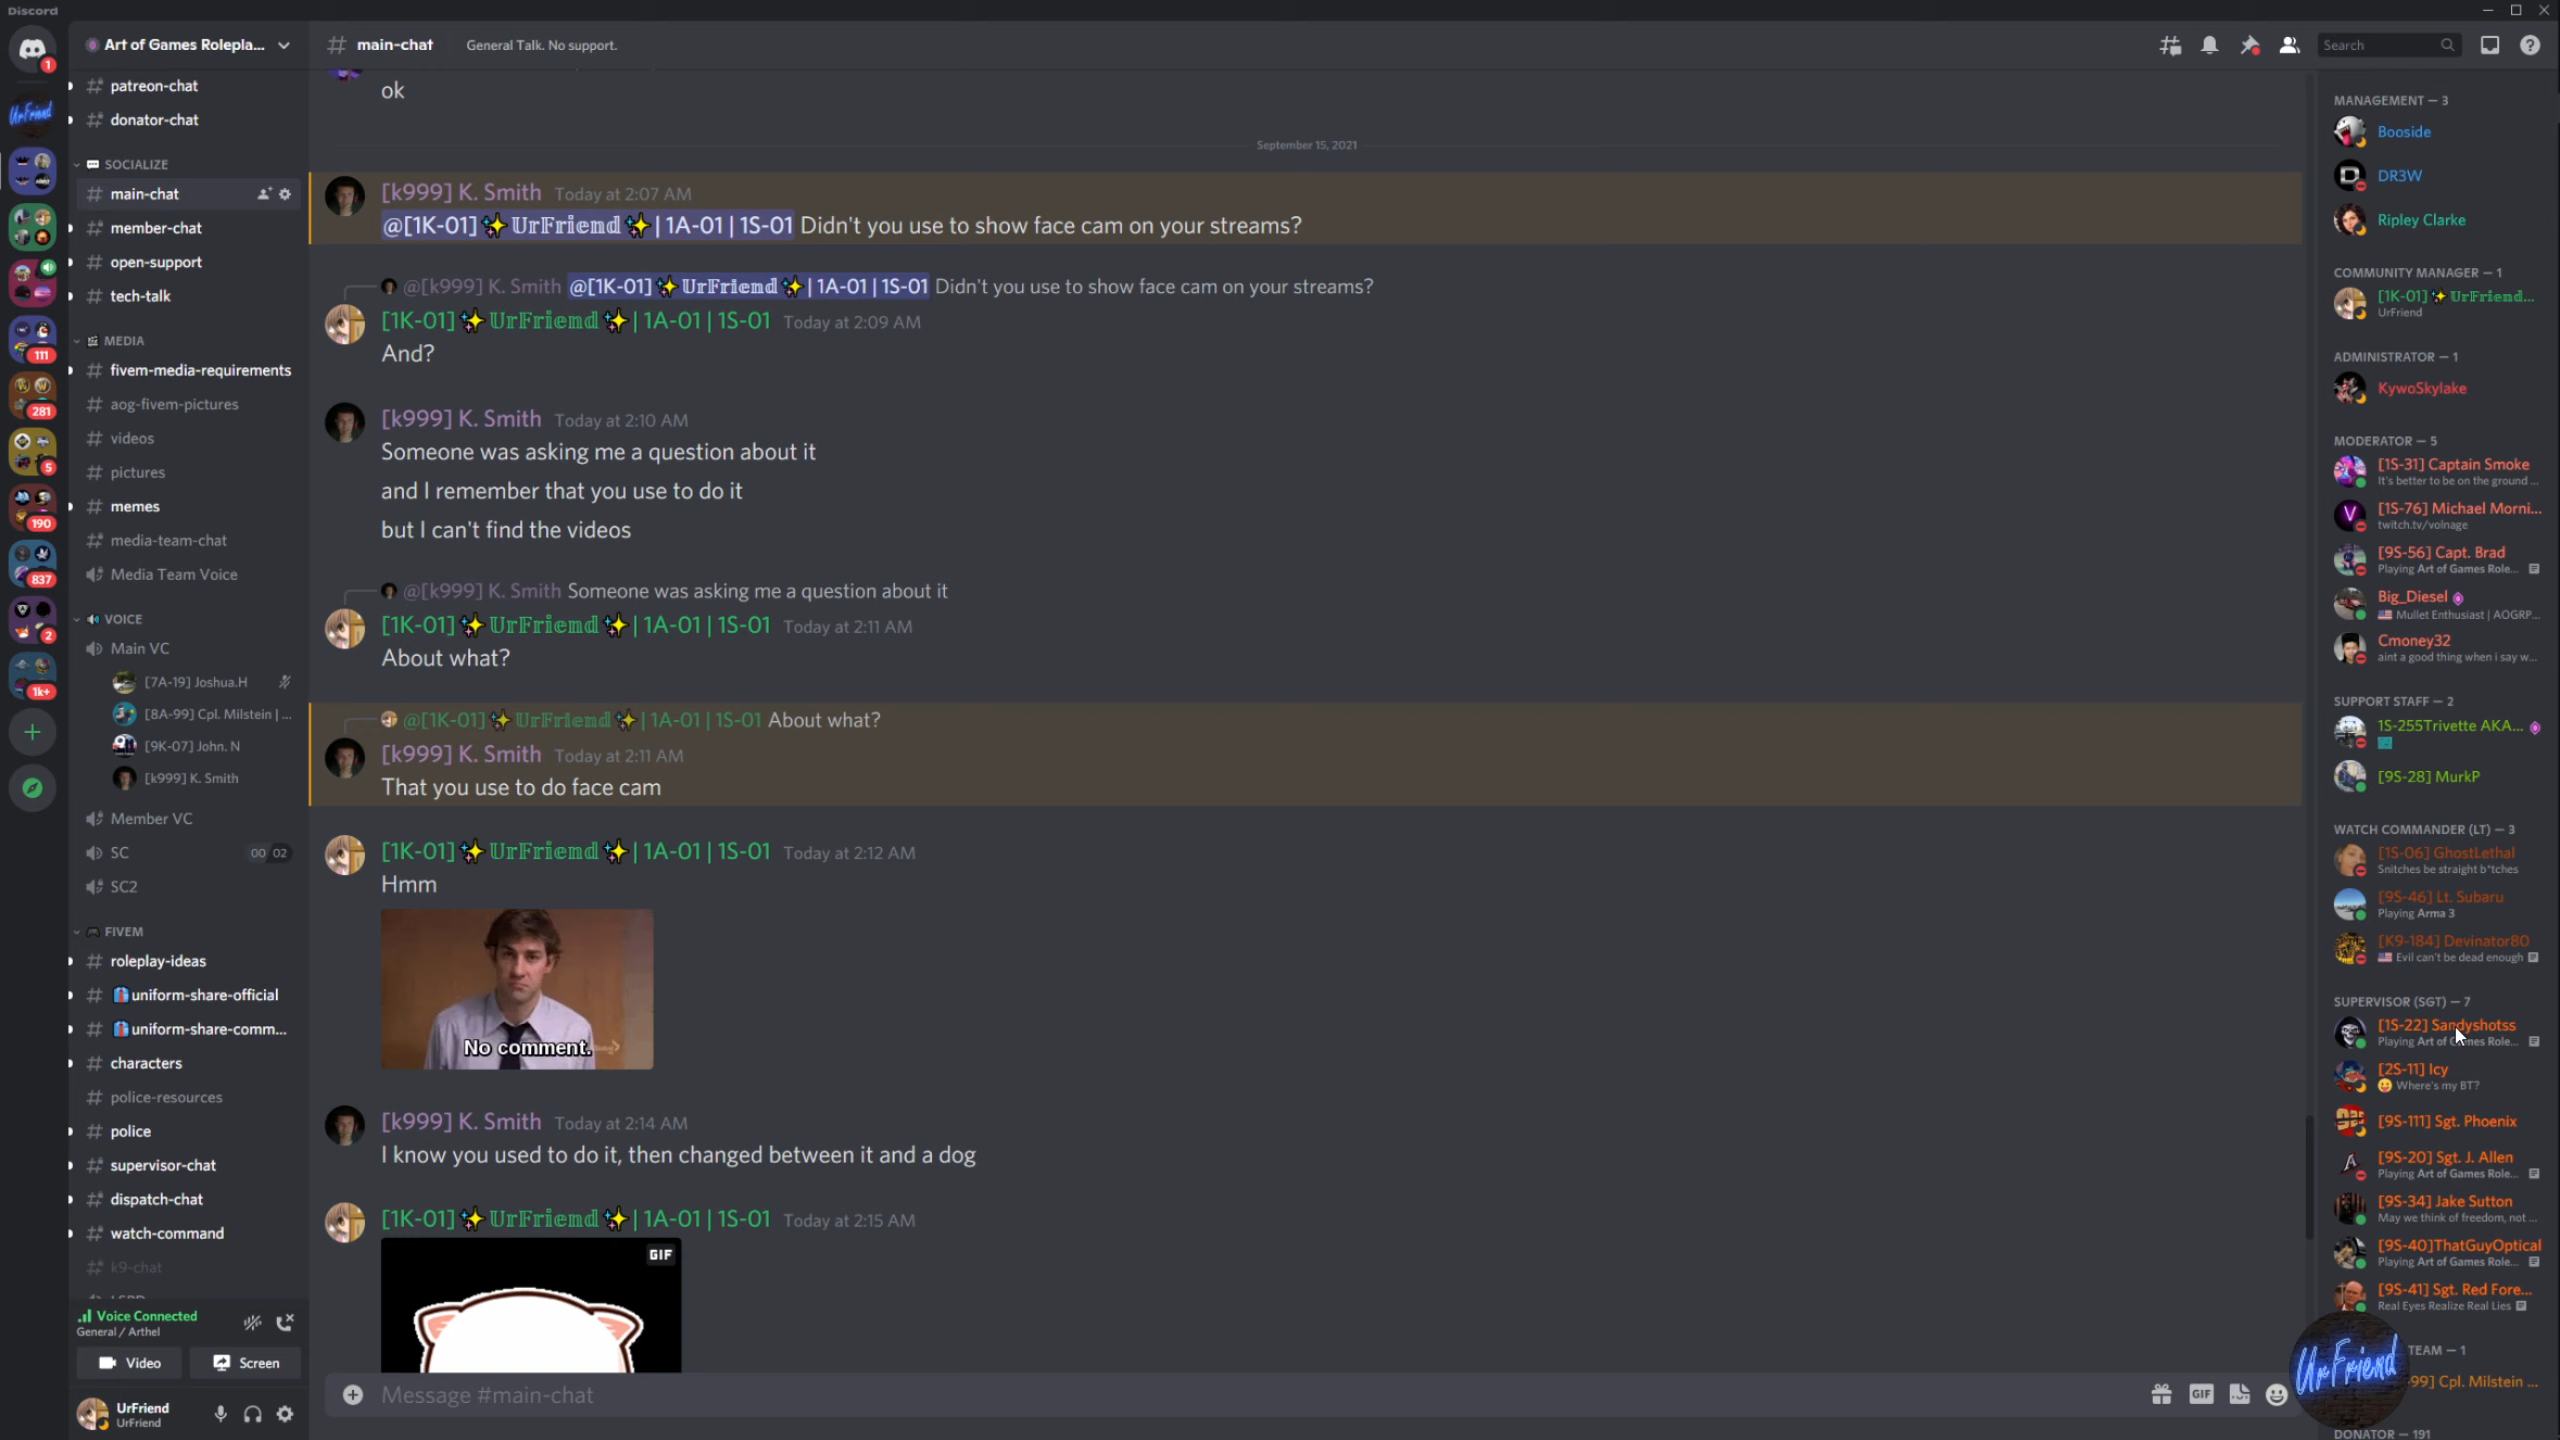 Discord
Art of Games Rolepla...
patreon-chat
donator-chat
SOCIALIZE
main-chat
member-chat
open-support
tech-talk
MEDIA
fivem-media-requirements
aog-fivem-pictures
videos
pictures
memes
media-team-chat
Media Team Voice
VOICE
Main VC
[7A-19] Joshua.H
[8A-99] Cpl. Milstein | ...
[9K-07] John. N
[k999] K. Smith
Member VC
SC
00 02
SC2
FIVEM
roleplay-ideas
uniform-share-official
uniform-share-comm...
characters
police-resources
police
supervisor-chat
dispatch-chat
watch-command
k9-chat
Voice Connected
General / Arthel
Video
Screen
UrFriend
UrFriend
1
UrFriend
111
281
5
190
837
2
1k+
main-chat
General Talk. No support.
Search
ok
September 15, 2021
[k999] K. Smith Today at 2:07 AM
@[1K-01]✨𝕌𝕣𝔽𝕣𝕚𝕖𝕟𝕕✨| 1A-01 | 1S-01 Didn't you use to show face cam on your streams?
@[k999] K. Smith @[1K-01]✨𝕌𝕣𝔽𝕣𝕚𝕖𝕟𝕕✨| 1A-01 | 1S-01 Didn't you use to show face cam on your streams?
[1K-01]✨𝕌𝕣𝔽𝕣𝕚𝕖𝕟𝕕✨| 1A-01 | 1S-01 Today at 2:09 AM
And?
[k999] K. Smith Today at 2:10 AM
Someone was asking me a question about it
and I remember that you use to do it
but I can't find the videos
@[k999] K. Smith Someone was asking me a question about it
[1K-01]✨𝕌𝕣𝔽𝕣𝕚𝕖𝕟𝕕✨| 1A-01 | 1S-01 Today at 2:11 AM
About what?
@[1K-01]✨𝕌𝕣𝔽𝕣𝕚𝕖𝕟𝕕✨| 1A-01 | 1S-01 About what?
[k999] K. Smith Today at 2:11 AM
That you use to do face cam
[1K-01]✨𝕌𝕣𝔽𝕣𝕚𝕖𝕟𝕕✨| 1A-01 | 1S-01 Today at 2:12 AM
Hmm
No comment.
[k999] K. Smith Today at 2:14 AM
I know you used to do it, then changed between it and a dog
[1K-01]✨𝕌𝕣𝔽𝕣𝕚𝕖𝕟𝕕✨| 1A-01 | 1S-01 Today at 2:15 AM
GIF
Message #main-chat
GIF
MANAGEMENT — 3
Booside
DR3W
Ripley Clarke
COMMUNITY MANAGER — 1
[1K-01]✨𝕌𝕣𝔽𝕣𝕚𝕖𝕟𝕕...
UrFriend
ADMINISTRATOR — 1
KywoSkylake
MODERATOR — 5
[1S-31] Captain Smoke
It's better to be on the ground ...
[1S-76] Michael Morni...
twitch.tv/volnage
[9S-56] Capt. Brad
Playing Art of Games Role...
Big_Diesel
Mullet Enthusiast | AOGRP...
Cmoney32
aint a good thing when i say w...
SUPPORT STAFF — 2
1S-255Trivette AKA...
[9S-28] MurkP
WATCH COMMANDER (LT) — 3
[1S-06] GhostLethal
Snitches be straight b*tches
[9S-46] Lt. Subaru
Playing Arma 3
[K9-184] Devinator80
Evil can't be dead enough
SUPERVISOR (SGT) — 7
[1S-22] Sandyshotss
Playing Art of Games Role...
[2S-11] Icy
😛 Where's my BT?
[9S-111] Sgt. Phoenix
[9S-20] Sgt. J. Allen
Playing Art of Games Role...
[9S-34] Jake Sutton
May we think of freedom, not ...
[9S-40]ThatGuyOptical
Playing Art of Games Role...
[9S-41] Sgt. Red Fore...
Real Eyes Realize Real Lies
TEAM — 1
UrFriend
99] Cpl. Milstein ...
DONATOR — 191